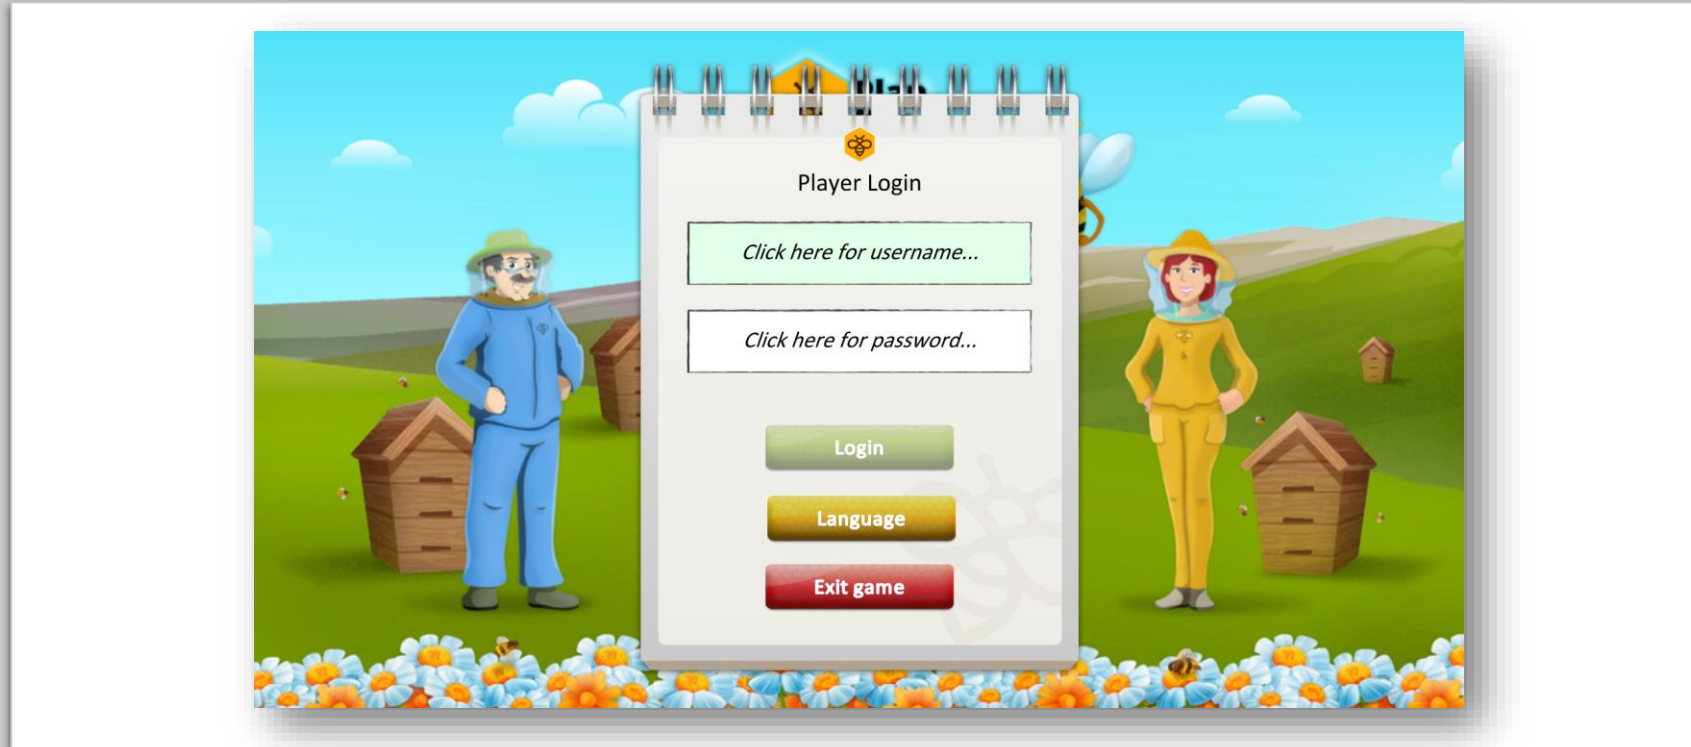 Player Login
Click here for username...
Click here for password...
Login
Language
Exit game